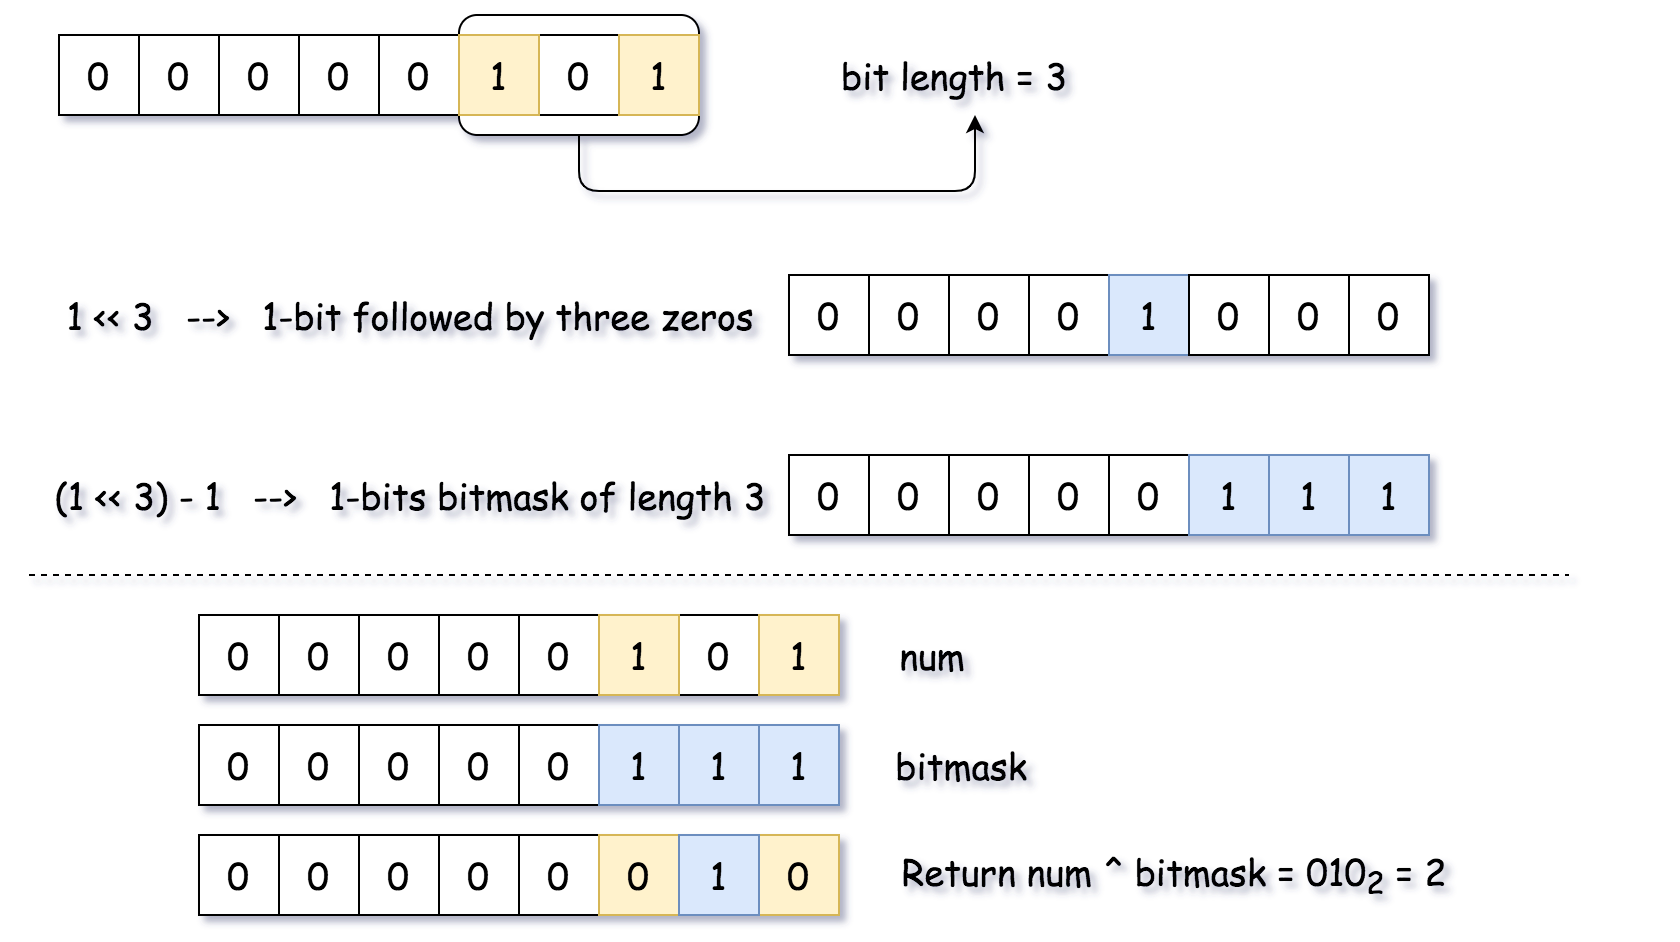 0 0 0 0 0 1 0 1 bit length = 3
1 << 3 --> 1-bit followed by three zeros 0 0 0 0 1 0 0 0
(1 << 3) - 1 --> 1-bits bitmask of length 3 0 0 0 0 0 1 1 1
0 0 0 0 0 1 0 1 num
0 0 0 0 0 1 1 1 bitmask
0 0 0 0 0 0 1 0 Return num ^ bitmask = 010₂ = 2